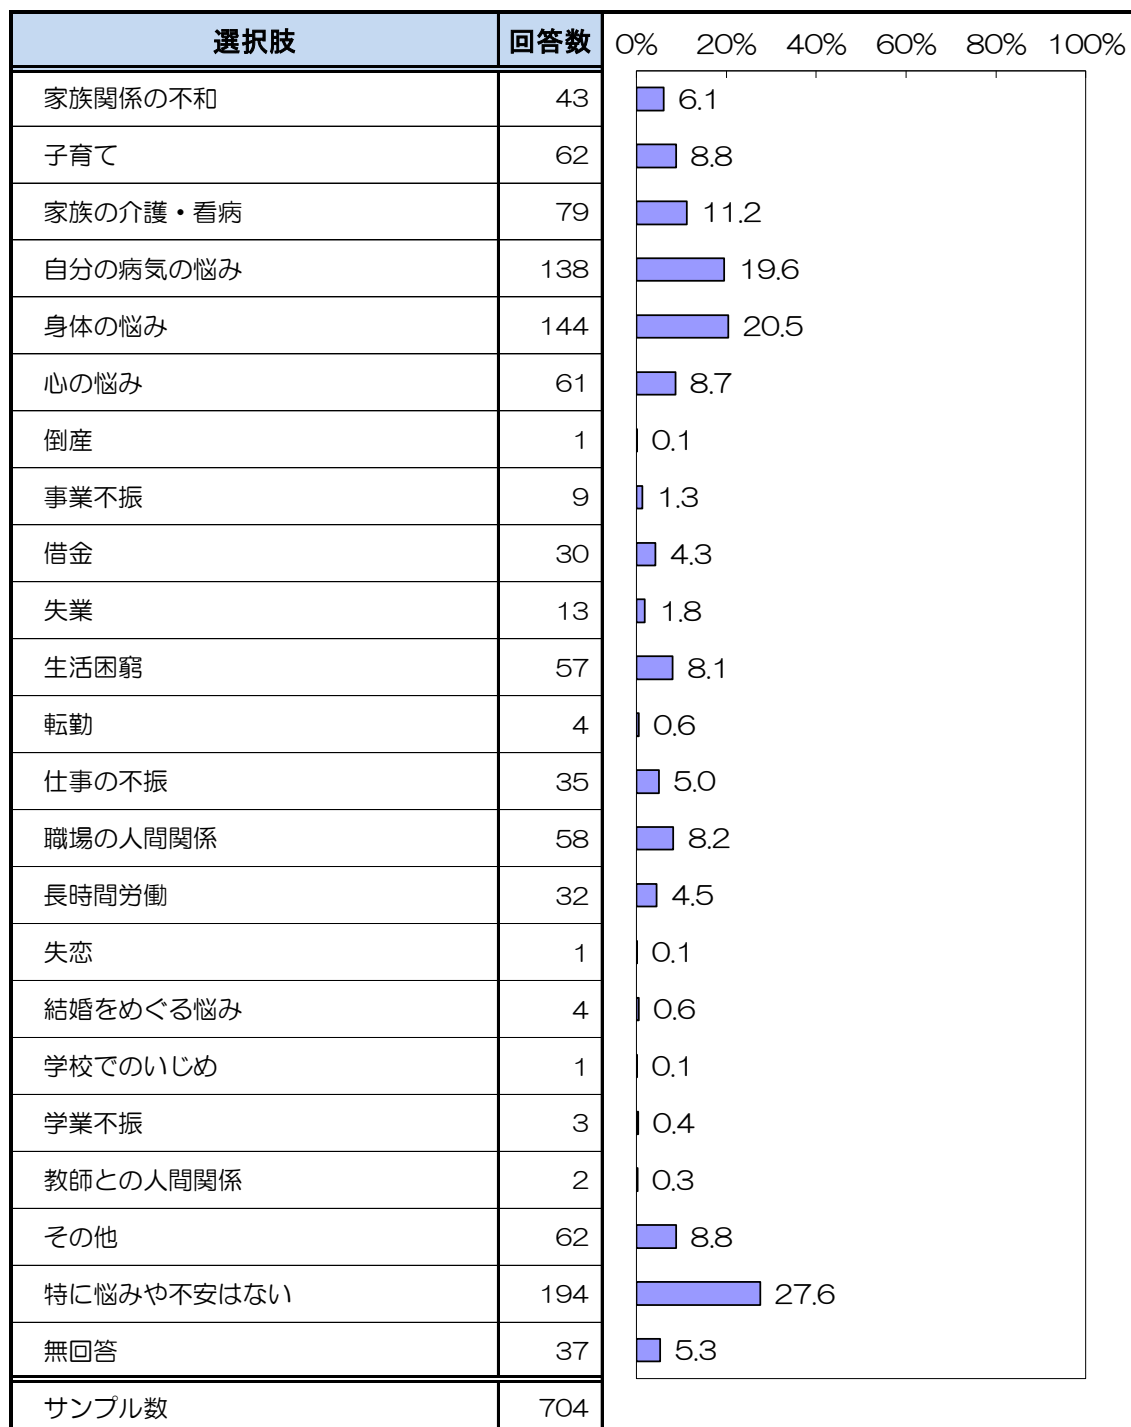 選択肢 回答数 0% 20% 40% 60% 80% 100%
家族関係の不和 43 6.1
子育て 62 8.8
家族の介護・看病 79 11.2
自分の病気の悩み 138 19.6
身体の悩み 144 20.5
心の悩み 61 8.7
倒産 1 0.1
事業不振 9 1.3
借金 30 4.3
失業 13 1.8
生活困窮 57 8.1
転勤 4 0.6
仕事の不振 35 5.0
職場の人間関係 58 8.2
長時間労働 32 4.5
失恋 1 0.1
結婚をめぐる悩み 4 0.6
学校でのいじめ 1 0.1
学業不振 3 0.4
教師との人間関係 2 0.3
その他 62 8.8
特に悩みや不安はない 194 27.6
無回答 37 5.3
サンプル数 704